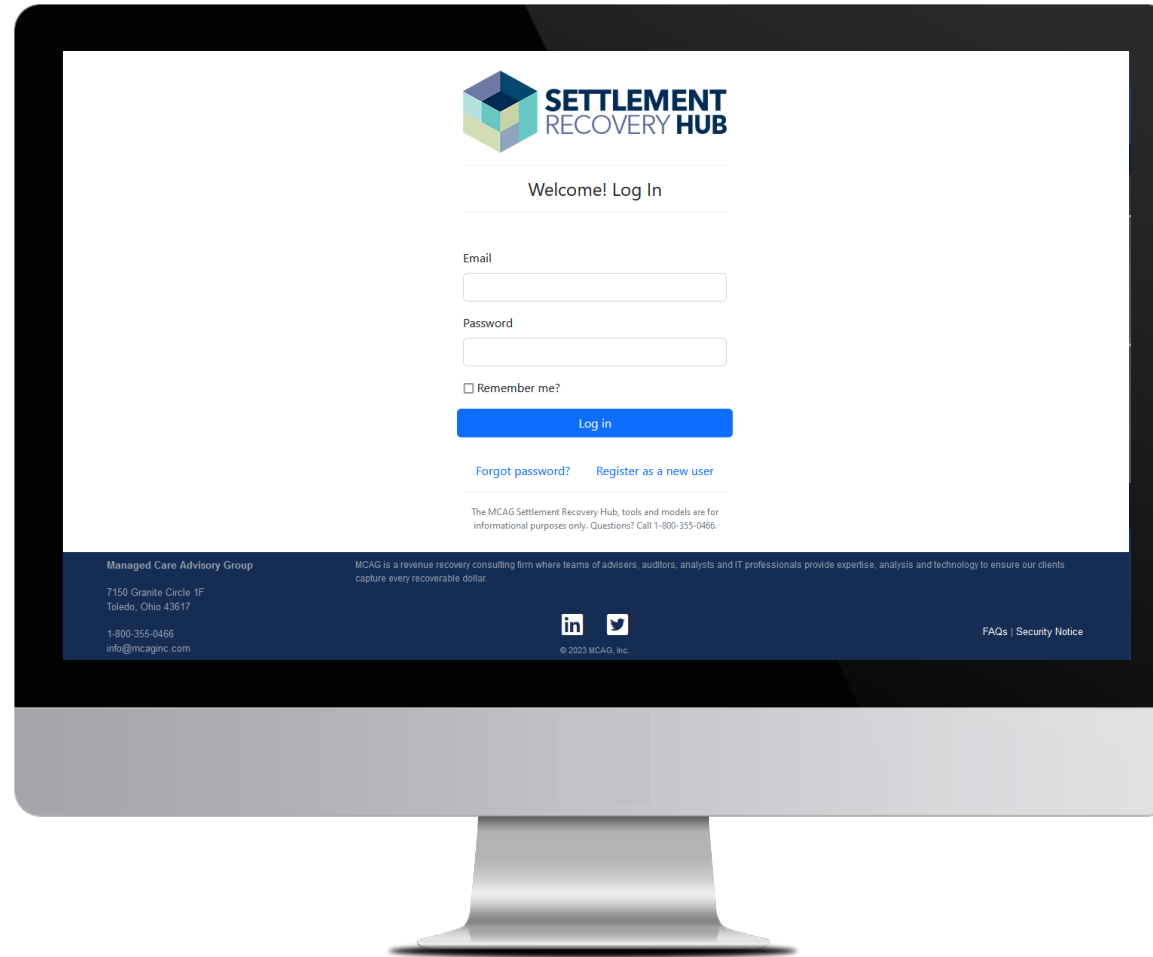 SETTLEMENT
RECOVERY HUB
Welcome! Log In
Email
Password
Remember me?
Log in
Forgot password? Register as a new user
The MCAG Settlement Recovery Hub, tools and models are for
informational purposes only. Questions? Call 1-800-355-0466.
Managed Care Advisory Group
7150 Granite Circle 1F
Toledo, Ohio 43617
1-800-355-0466
info@mcaginc.com
MCAG is a revenue recovery consulting firm where teams of advisers, auditors, analysts and IT professionals provide expertise, analysis and technology to ensure our clients
capture every recoverable dollar.
in
© 2023 MCAG, Inc.
FAQs | Security Notice